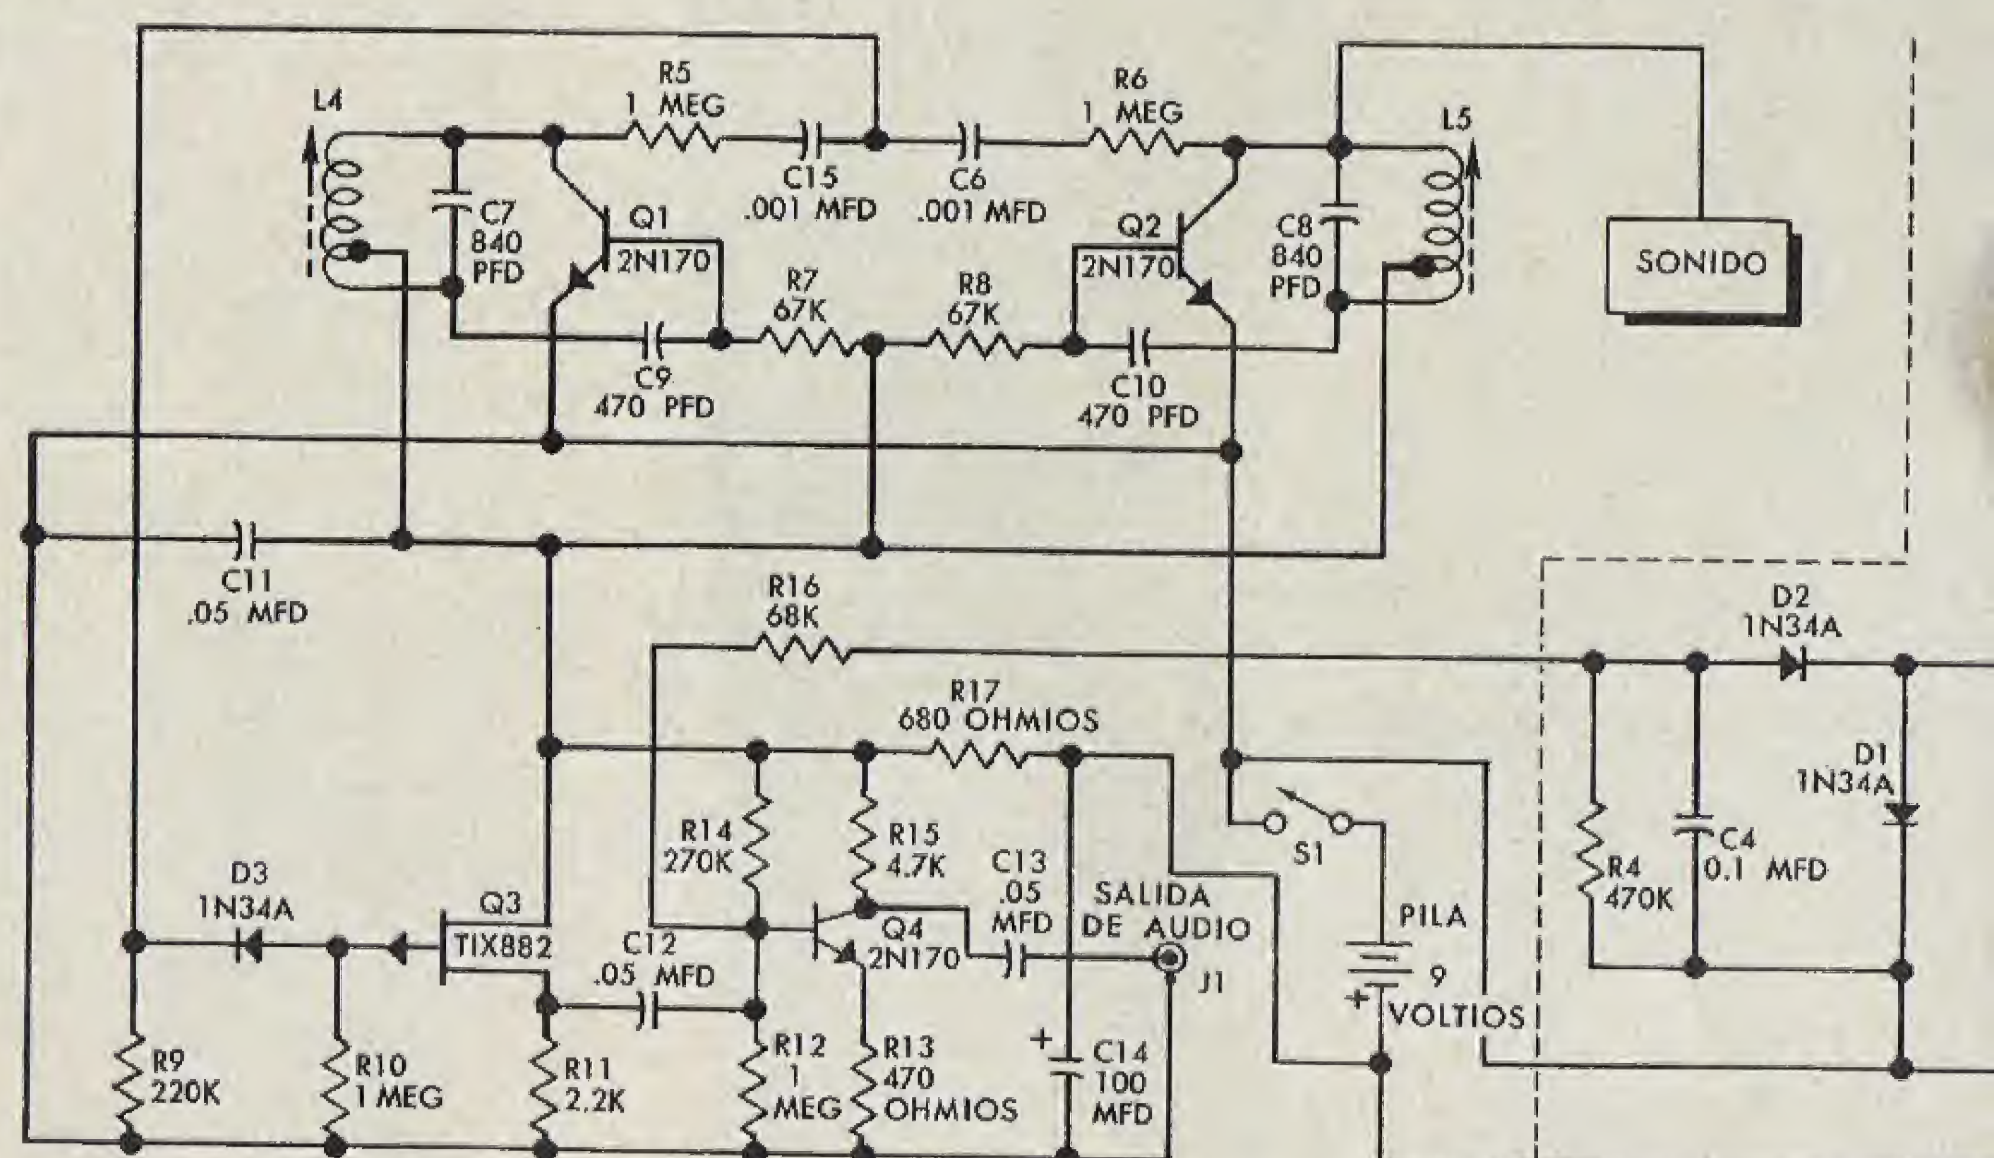 L4
R5
1 MEG
R6
1 MEG
L5
C15
.001 MFD
C6
.001 MFD
C7
840
PFD
Q1
2N170
Q2
2N170
C8
840
PFD
SONIDO
R7
67K
R8
67K
C9
470 PFD
C10
470 PFD
C11
.05 MFD
R16
68K
D2
1N34A
R17
680 OHMIOS
D1
1N34A
R14
270K
R15
4.7K
C13
.05
MFD
SALIDA
DE AUDIO
S1
R4
470K
C4
0.1 MFD
D3
1N34A
Q3
TIX882
C12
.05 MFD
Q4
2N170
J1
PILA
9
+
VOLTIOS
R9
220K
R10
1 MEG
R11
2.2K
R12
1
MEG
R13
470
OHMIOS
+
C14
100
MFD